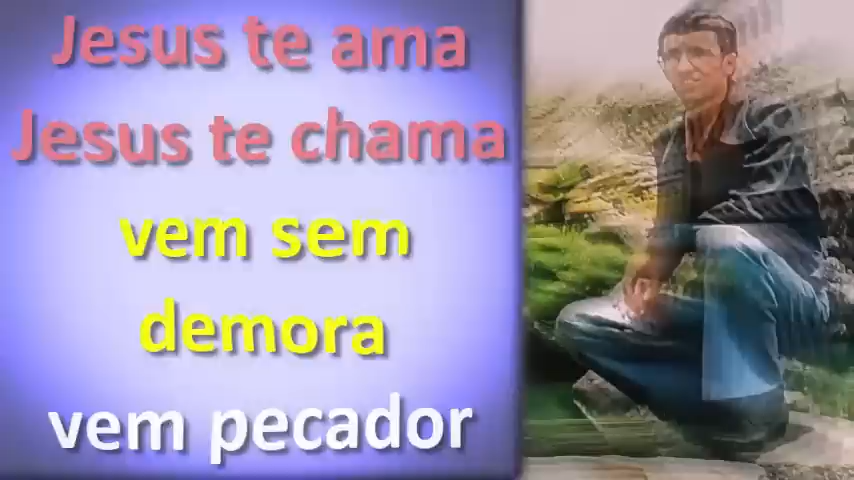 Jesus te ama
Jesus te chama
vem sem
demora
vem pecador